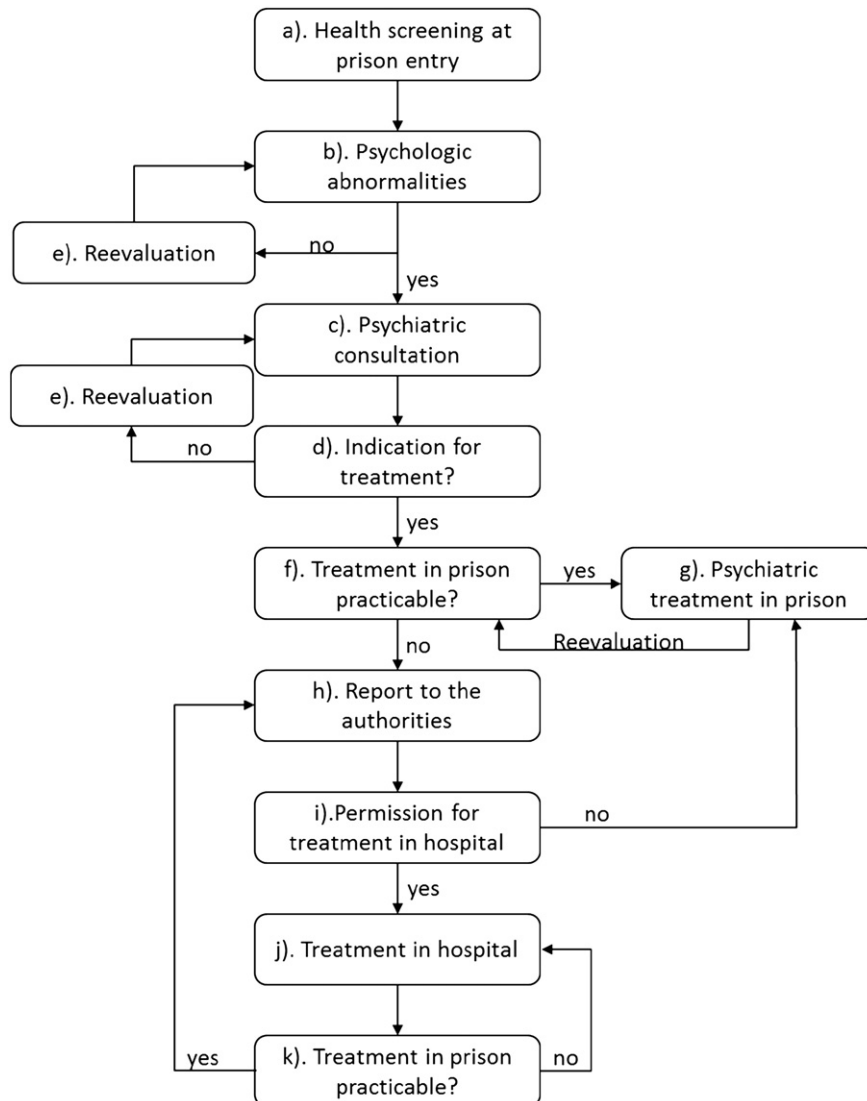 a). Health screening at
prison entry
b). Psychologic
abnormalities
e). Reevaluation
no
yes
c). Psychiatric
consultation
e). Reevaluation
no
d). Indication for
treatment?
yes
f). Treatment in prison
practicable?
yes
g). Psychiatric
treatment in prison
Reevaluation
no
h). Report to the
authorities
i).Permission for
treatment in hospital
no
yes
j). Treatment in hospital
yes
k). Treatment in prison
practicable?
no